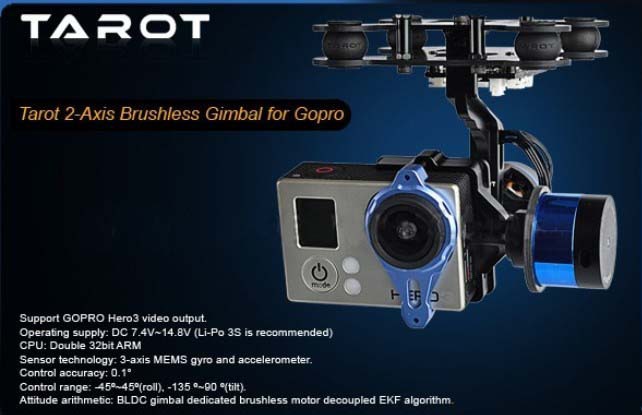 TAROT
Tarot 2-Axis Brushless Gimbal for Gopro
mode
HERO
Support GOPRO Hero3 video output.
Operating supply: DC 7.4V~14.8V (Li-Po 3S is recommended)
CPU: Double 32bit ARM
Sensor technology: 3-axis MEMS gyro and accelerometer.
Control accuracy: 0.1°
Control range: -45º~45º(roll), -135 º~90 º(tilt).
Attitude arithmetic: BLDC gimbal dedicated brushless motor decoupled EKF algorithm.